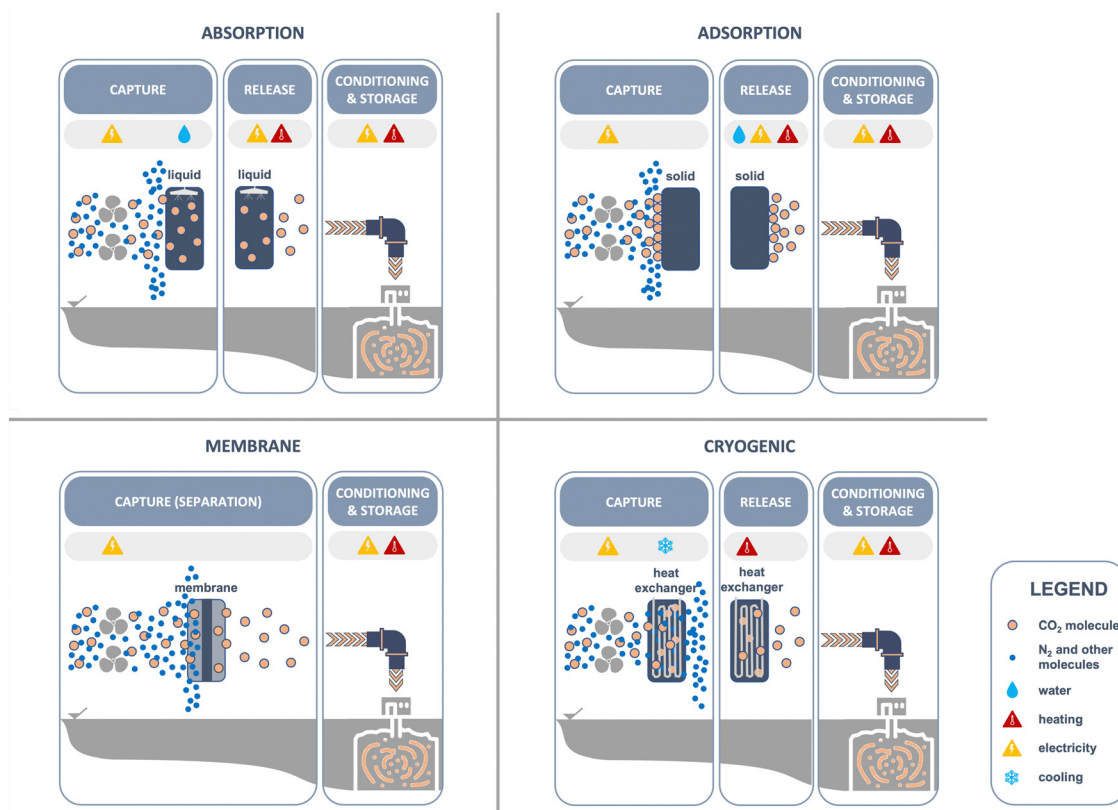 ABSORPTION
CAPTURE
RELEASE
CONDITIONING
& STORAGE
liquid
liquid
ADSORPTION
CAPTURE
RELEASE
CONDITIONING
& STORAGE
solid
solid
MEMBRANE
CAPTURE (SEPARATION)
CONDITIONING
& STORAGE
membrane
CRYOGENIC
CAPTURE
RELEASE
CONDITIONING
& STORAGE
heat
exchanger
heat
exchanger
LEGEND
CO₂ molecule
N₂ and other
molecules
water
heating
electricity
cooling